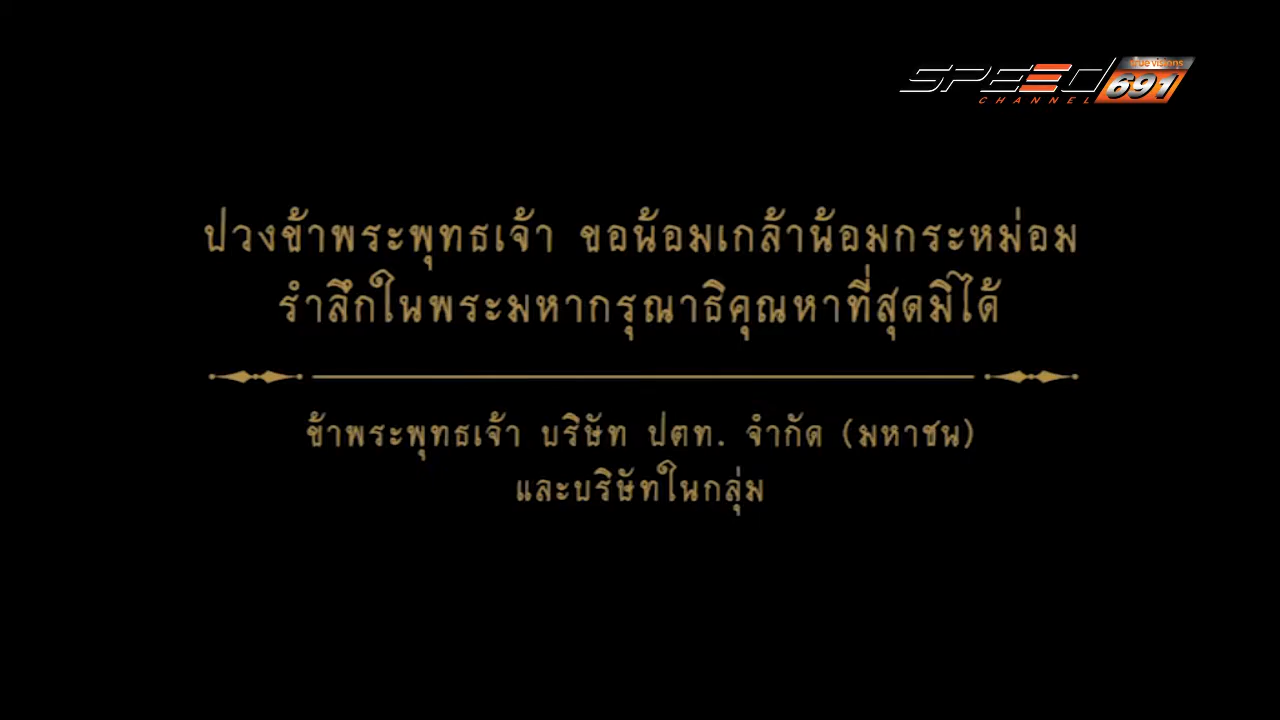 SPEED true visions
CHANNEL 691
ปวงข้าพระพุทธเจ้า ขอน้อมเกล้าน้อมกระหม่อม
รำลึกในพระมหากรุณาธิคุณหาที่สุดมิได้
ข้าพระพุทธเจ้า บริษัท ปตท. จำกัด (มหาชน)
และบริษัทในกลุ่ม